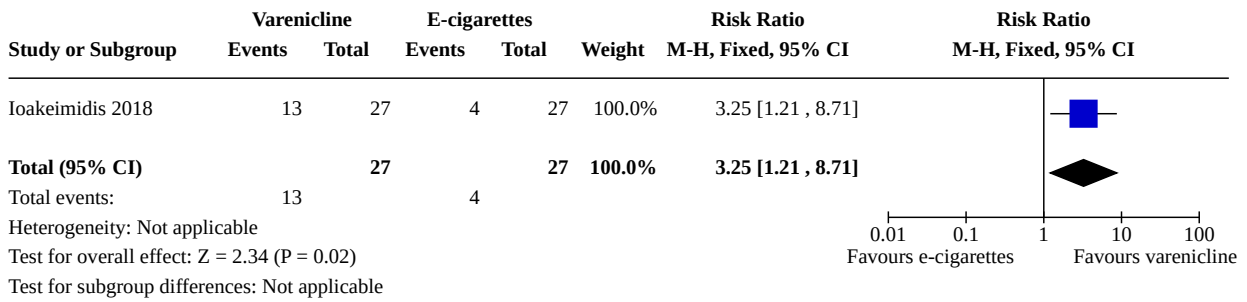 Varenicline E-cigarettes Risk Ratio Risk Ratio
Study or Subgroup Events Total Events Total Weight M-H, Fixed, 95% CI M-H, Fixed, 95% CI
Ioakeimidis 2018 13 27 4 27 100.0% 3.25 [1.21 , 8.71]
Total (95% CI) 27 27 100.0% 3.25 [1.21 , 8.71]
Total events: 13 4
Heterogeneity: Not applicable
0.01 0.1 1 10 100
Test for overall effect: Z = 2.34 (P = 0.02) Favours e-cigarettes Favours varenicline
Test for subgroup differences: Not applicable